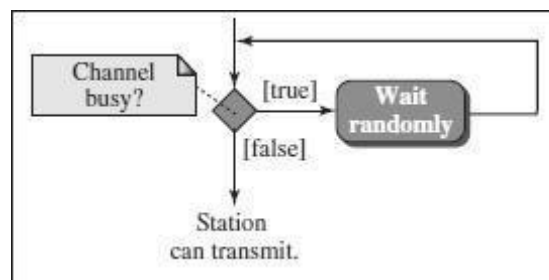 Channel
busy?
[true]
Wait
randomly
[false]
Station
can transmit.